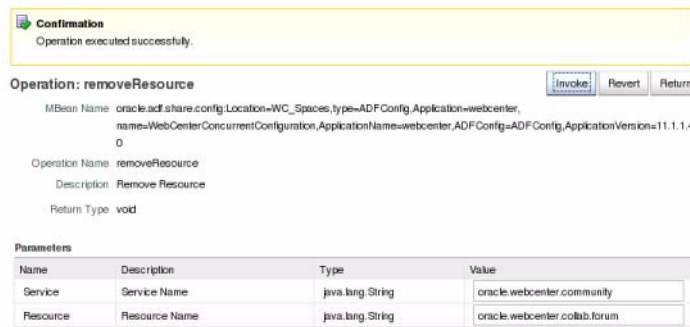 Confirmation
Operation executed successfully.
Operation: removeResource
Invoke Revert Return
MBean Name oracle.adf.share.config:Location=WC_Spaces,type=ADFConfig,Application=webcenter,
name=WebCenterConcurrentConfiguration,ApplicationName=webcenter,ADFConfig=ADFConfig,ApplicationVersion=11.1.1.4
0
Operation Name removeResource
Description Remove Resource
Return Type void
Parameters
Name Description Type Value
Service Service Name java.lang.String oracle.webcenter.community
Resource Resource Name java.lang.String oracle.webcenter.collab.forum